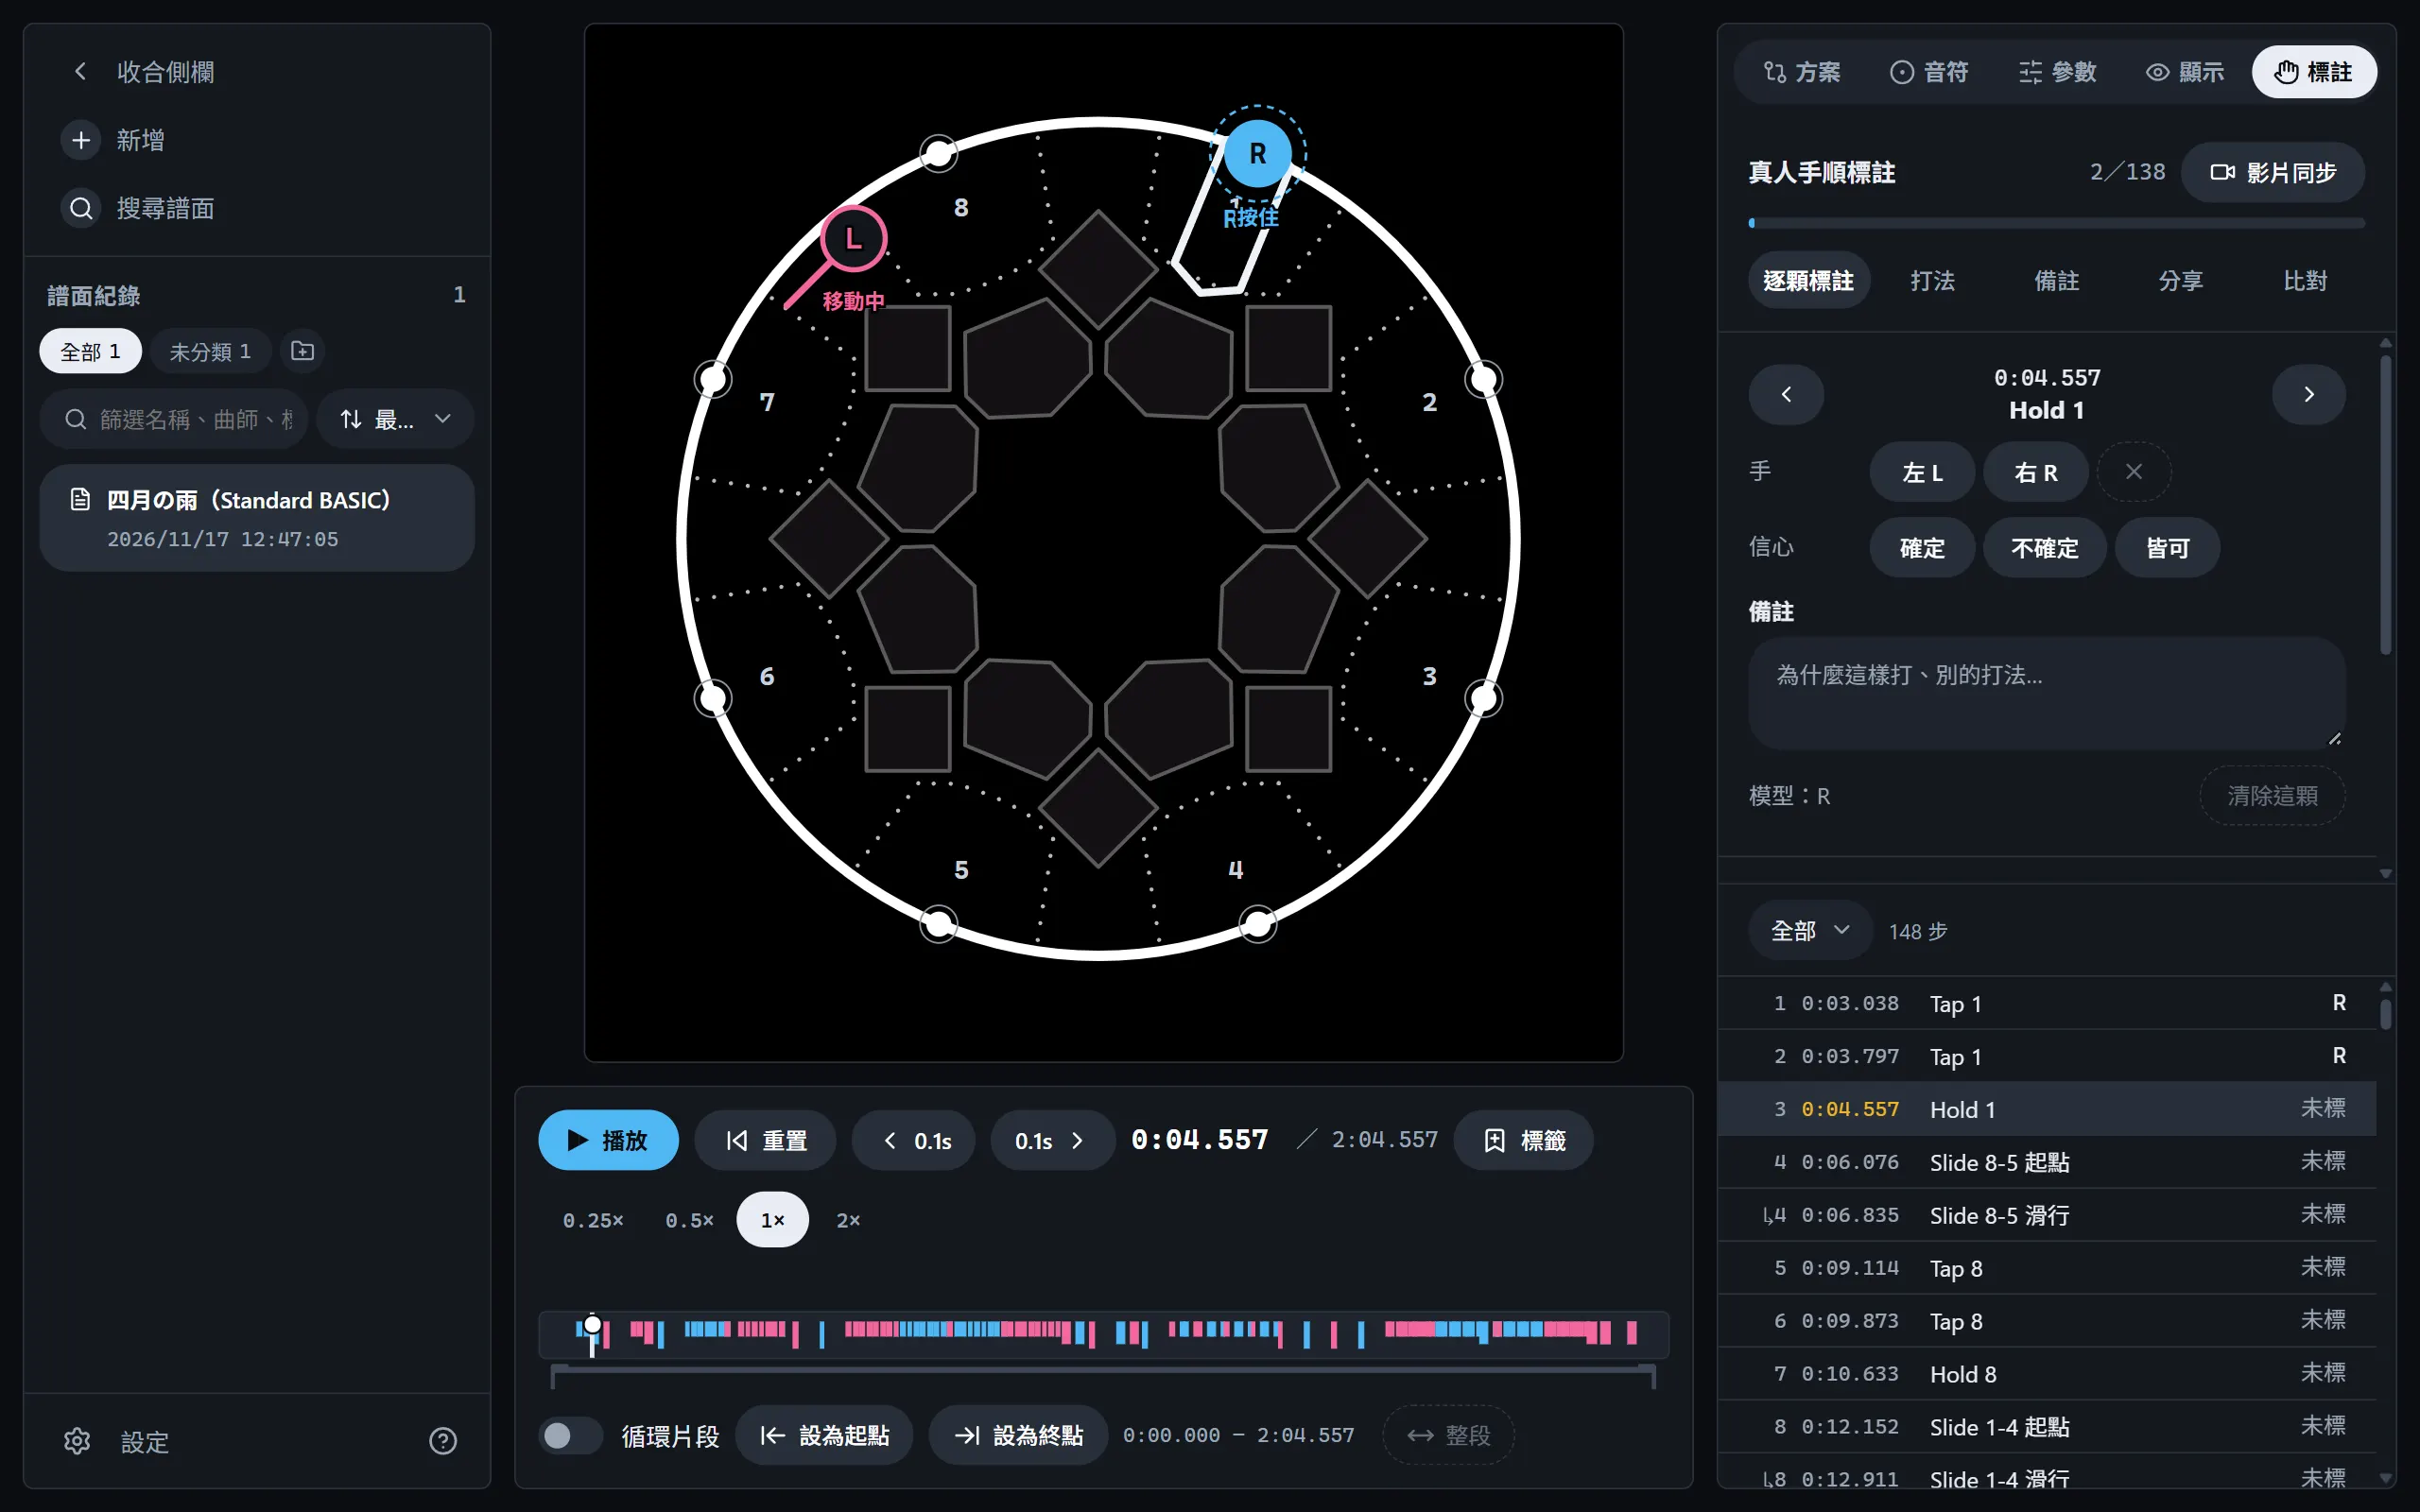 收合側欄
新增
搜尋譜面
譜面紀錄 1
全部 1 未分類 1
篩選名稱、曲師、 最...
四月の雨（Standard BASIC）
2026/11/17 12:47:05
設定
R
R按住
L
移動中
8
7
2
6
3
5
4
播放 重置 0.1s 0.1s 0:04.557 ／ 2:04.557 標籤
0.25× 0.5× 1× 2×
循環片段 設為起點 設為終點 0:00.000 – 2:04.557 整段
方案 音符 參數 顯示 標註
真人手順標註 2／138 影片同步
逐顆標註 打法 備註 分享 比對
0:04.557
Hold 1
手 左 L 右 R
信心 確定 不確定 皆可
備註
為什麼這樣打、別的打法...
模型：R 清除這顆
全部 148 步
1 0:03.038 Tap 1 R
2 0:03.797 Tap 1 R
3 0:04.557 Hold 1 未標
4 0:06.076 Slide 8-5 起點 未標
↳4 0:06.835 Slide 8-5 滑行 未標
5 0:09.114 Tap 8 未標
6 0:09.873 Tap 8 未標
7 0:10.633 Hold 8 未標
8 0:12.152 Slide 1-4 起點 未標
↳8 0:12.911 Slide 1-4 滑行 未標